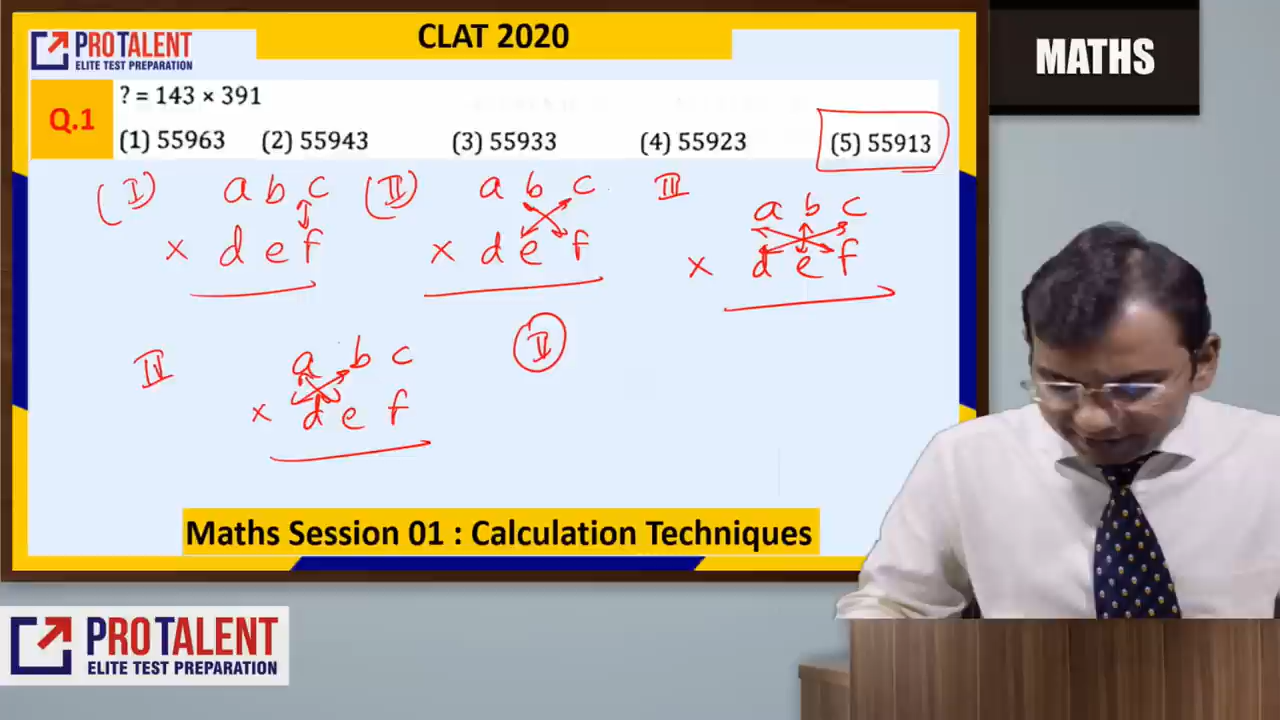 PROTALENT
ELITE TEST PREPARATION
CLAT 2020
MATHS
Q.1
? = 143 × 391
(1) 55963 (2) 55943 (3) 55933 (4) 55923 (5) 55913
(I) a b c (II) a b c III a b c
× d e f × d e f × d e f
IV a b c II
× d e f
Maths Session 01 : Calculation Techniques
PROTALENT
ELITE TEST PREPARATION